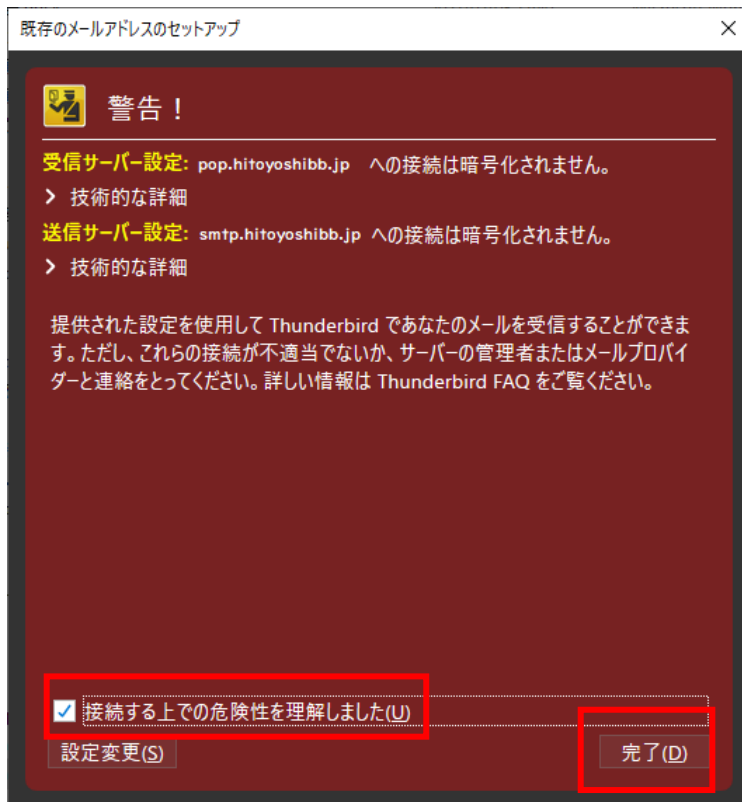 既存のメールアドレスのセットアップ
警告！
受信サーバー設定: pop.hitoyoshibb.jp への接続は暗号化されません。
技術的な詳細
送信サーバー設定: smtp.hitoyoshibb.jp への接続は暗号化されません。
技術的な詳細
提供された設定を使用して Thunderbird であなたのメールを受信することができま
す。ただし、これらの接続が不適当でないか、サーバーの管理者またはメールプロバイ
ダーと連絡をとってください。詳しい情報は Thunderbird FAQ をご覧ください。
接続する上での危険性を理解しました(U)
設定変更(S) 完了(D)